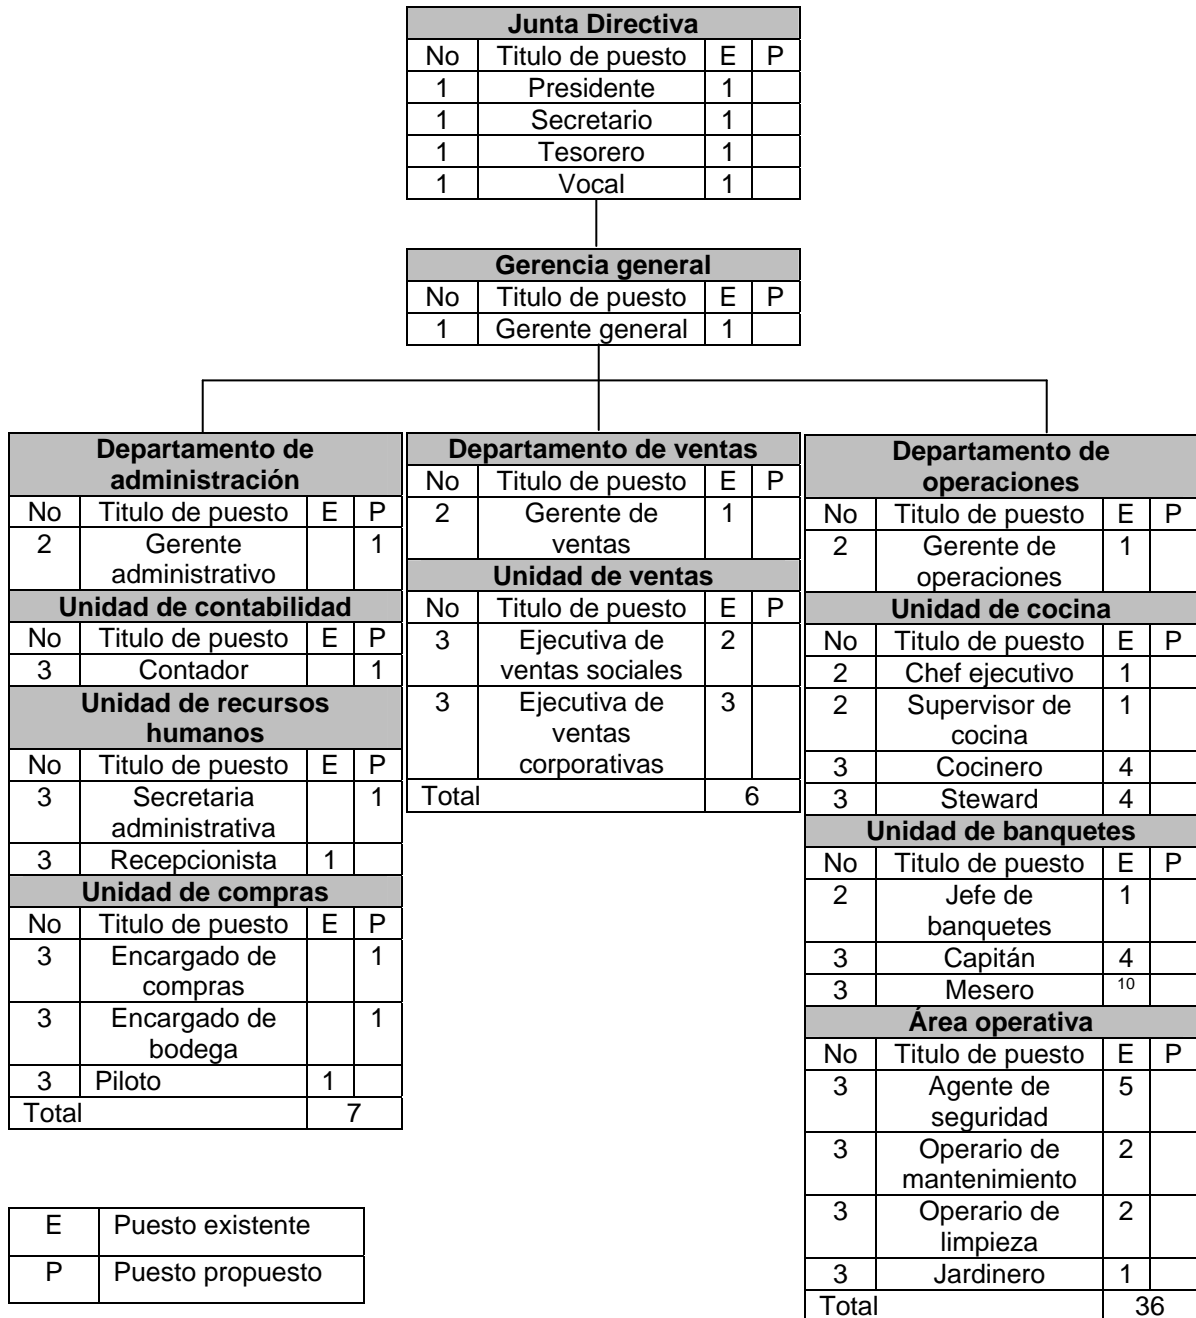 Junta Directiva
No Titulo de puesto E P
1 Presidente 1
1 Secretario 1
1 Tesorero 1
1 Vocal 1
Gerencia general
No Titulo de puesto E P
1 Gerente general 1
Departamento de
administración
No Titulo de puesto E P
2 Gerente 1
administrativo
Unidad de contabilidad
No Titulo de puesto E P
3 Contador 1
Unidad de recursos
humanos
No Titulo de puesto E P
3 Secretaria 1
administrativa
3 Recepcionista 1
Unidad de compras
No Titulo de puesto E P
3 Encargado de 1
compras
3 Encargado de 1
bodega
3 Piloto 1
Total 7
Departamento de ventas
No Titulo de puesto E P
2 Gerente de 1
ventas
Unidad de ventas
No Titulo de puesto E P
3 Ejecutiva de 2
ventas sociales
3 Ejecutiva de 3
ventas
corporativas
Total 6
Departamento de
operaciones
No Titulo de puesto E P
2 Gerente de 1
operaciones
Unidad de cocina
No Titulo de puesto E P
2 Chef ejecutivo 1
2 Supervisor de 1
cocina
3 Cocinero 4
3 Steward 4
Unidad de banquetes
No Titulo de puesto E P
2 Jefe de 1
banquetes
3 Capitán 4
3 Mesero 10
Área operativa
No Titulo de puesto E P
3 Agente de 5
seguridad
3 Operario de 2
mantenimiento
3 Operario de 2
limpieza
3 Jardinero 1
Total 36
E Puesto existente
P Puesto propuesto